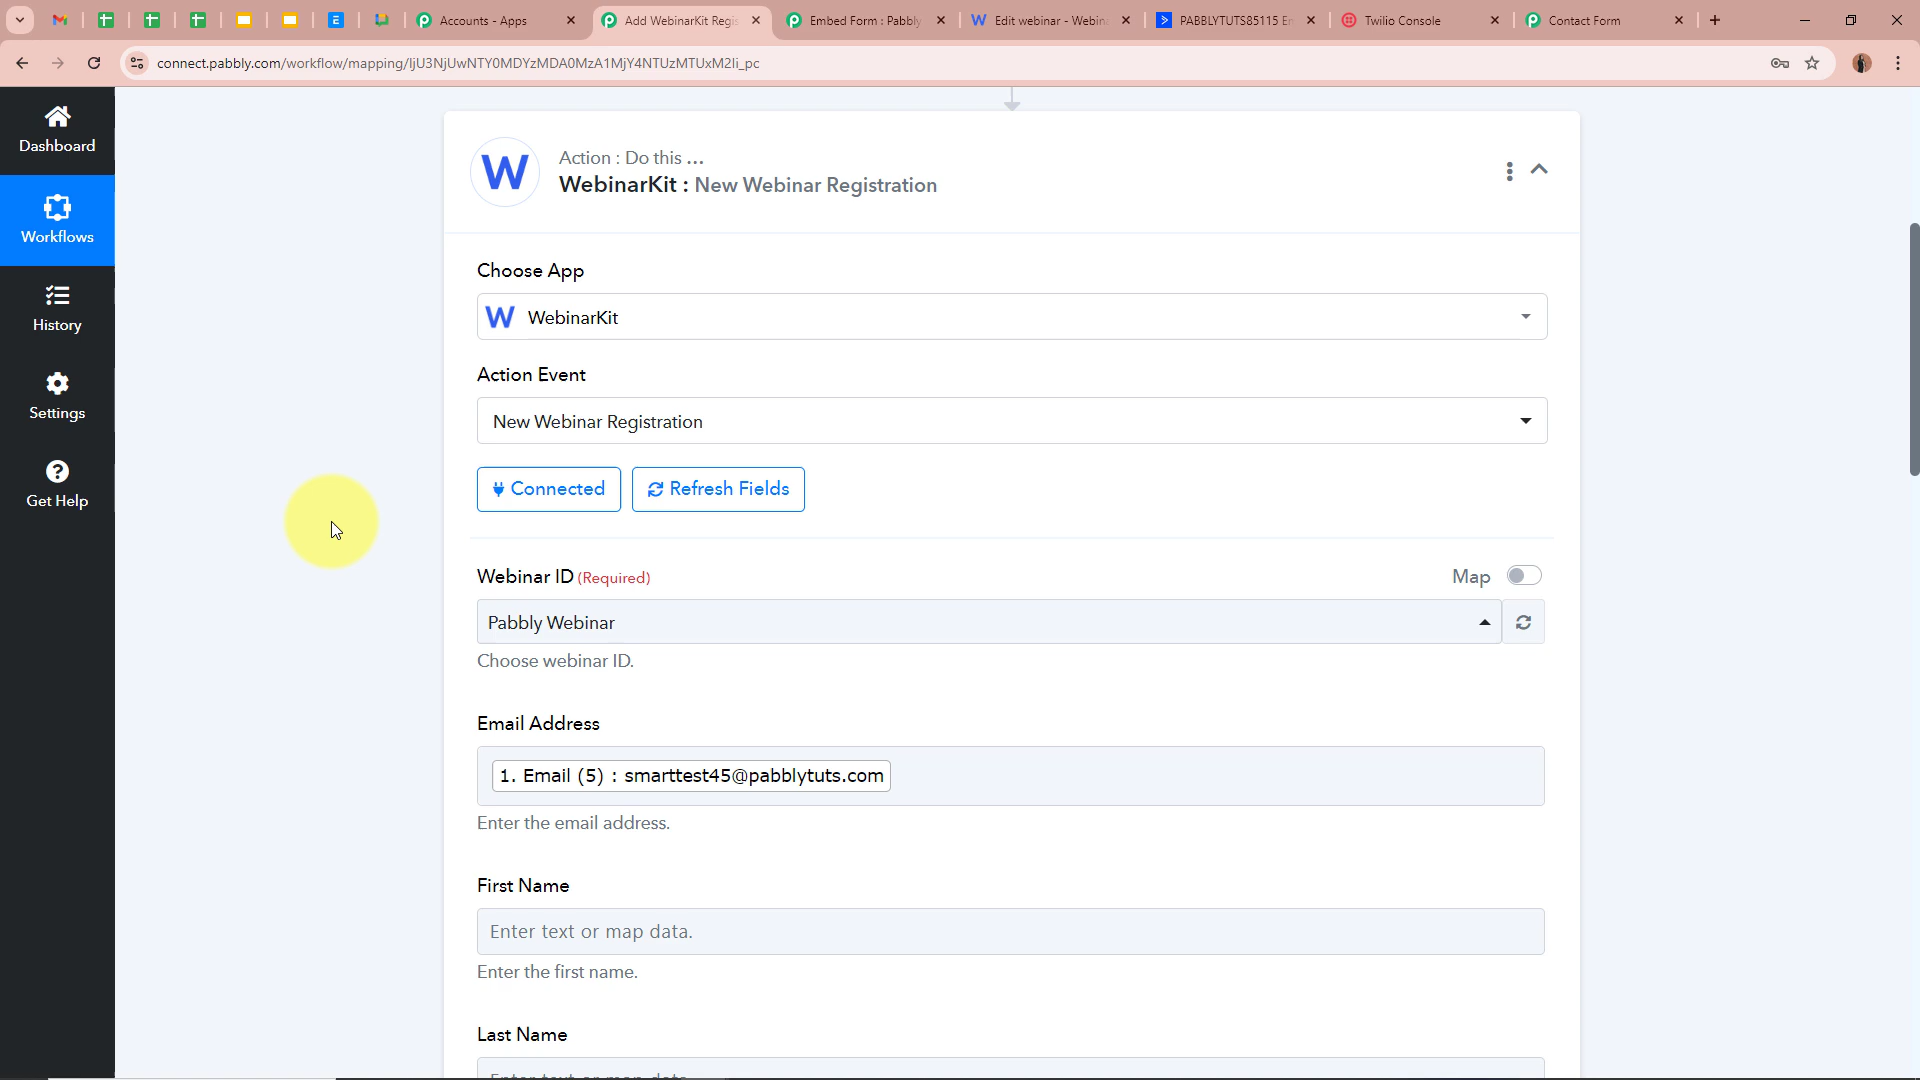 Accounts - Apps
Add WebinarKit Regis
Embed Form : Pabbly
Edit webinar - Webina
PABBLYTUTS85115 En
Twilio Console
Contact Form
connect.pabbly.com/workflow/mapping/IjU3NjUwNTY0MDYzMDA0MzA1MjY4NTUzMTUxM2Ii_pc
Dashboard
Workflows
History
Settings
Get Help
Action : Do this ...
WebinarKit : New Webinar Registration
Choose App
WebinarKit
Action Event
New Webinar Registration
Connected
Refresh Fields
Webinar ID (Required)
Map
Pabbly Webinar
Choose webinar ID.
Email Address
1. Email (5) : smarttest45@pabblytuts.com
Enter the email address.
First Name
Enter text or map data.
Enter the first name.
Last Name
Enter text or map data.